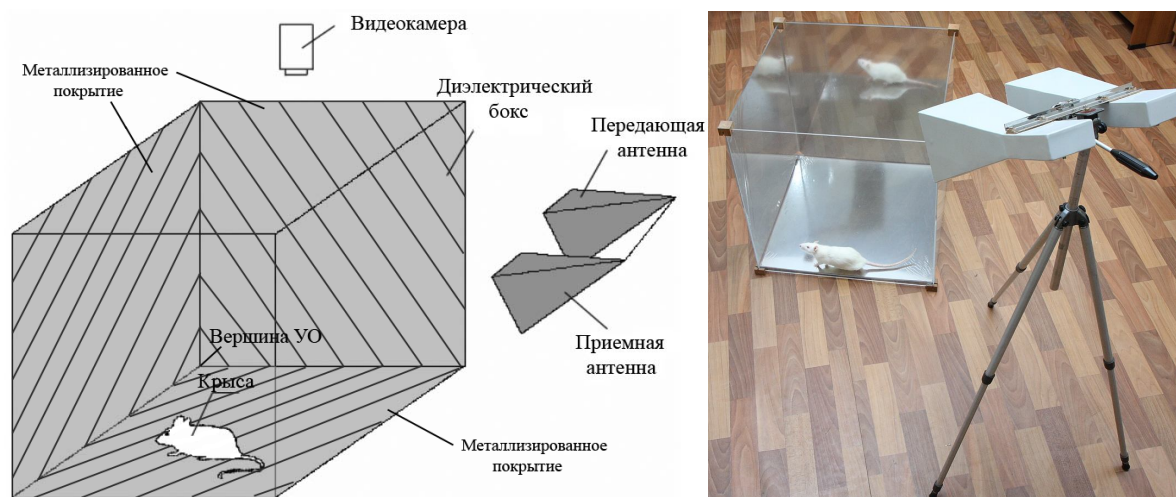 Видеокамера
Металлизированное
покрытие
Диэлектрический
бокс
Передающая
антенна
Вершина УО
Приемная
антенна
Крыса
Металлизированное
покрытие